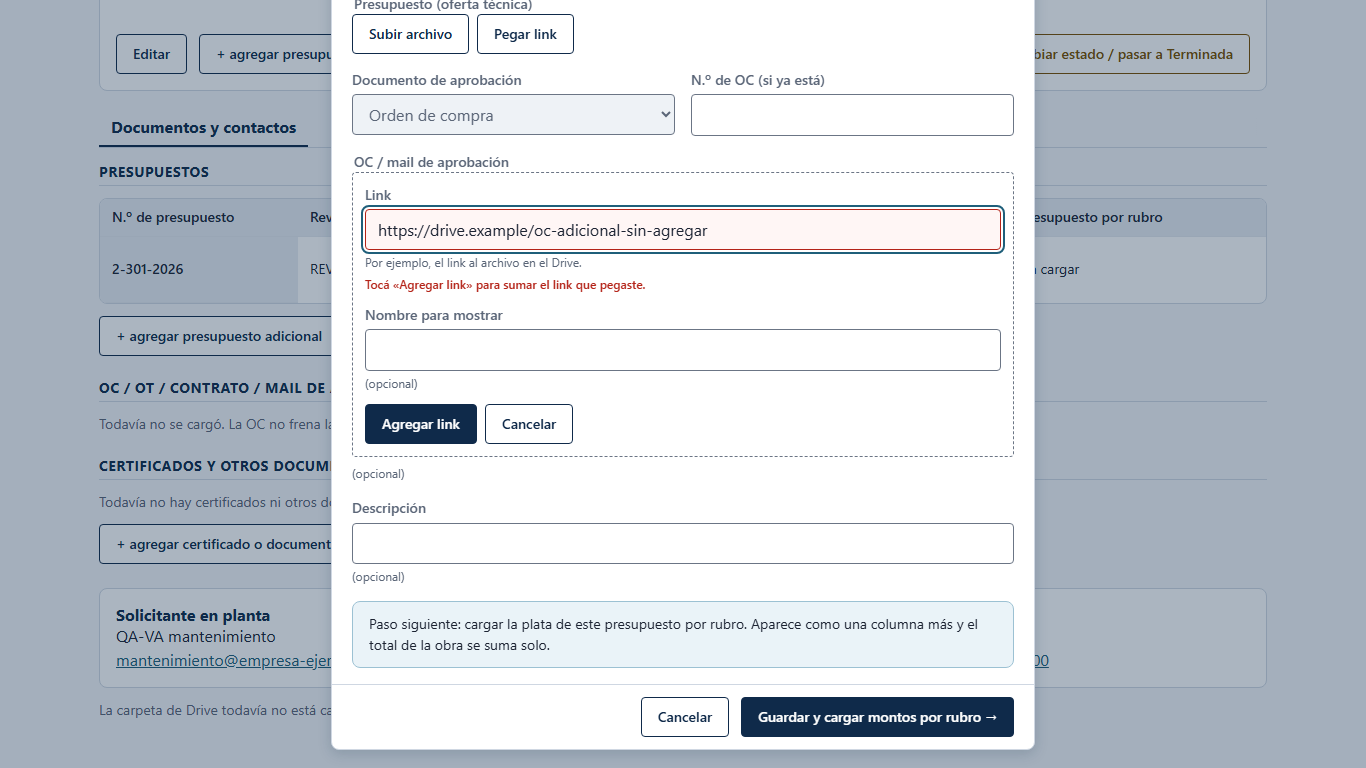 Presupuesto (oferta técnica)
Subir archivo
Pegar link
Editar
+ agregar presupu
biar estado / pasar a Terminada
Documento de aprobación
N.º de OC (si ya está)
Orden de compra
Documentos y contactos
OC / mail de aprobación
PRESUPUESTOS
Link
N.º de presupuesto
Rev
esupuesto por rubro
https://drive.example/oc-adicional-sin-agregar
Por ejemplo, el link al archivo en el Drive.
2-301-2026
REV
cargar
Tocá «Agregar link» para sumar el link que pegaste.
Nombre para mostrar
+ agregar presupuesto adicional
(opcional)
OC / OT / CONTRATO / MAIL DE
Todavía no se cargó. La OC no frena la
Agregar link
Cancelar
CERTIFICADOS Y OTROS DOCUM
(opcional)
Todavía no hay certificados ni otros d
Descripción
+ agregar certificado o document
(opcional)
Solicitante en planta
QA-VA mantenimiento
mantenimiento@empresa-ejer
00
Paso siguiente: cargar la plata de este presupuesto por rubro. Aparece como una columna más y el
total de la obra se suma solo.
La carpeta de Drive todavía no está ca
Cancelar
Guardar y cargar montos por rubro →